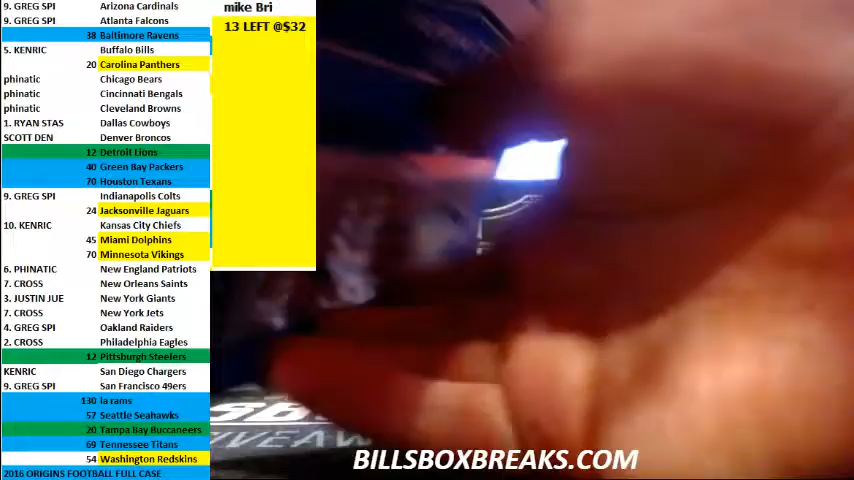 9. GREG SPI Arizona Cardinals
9. GREG SPI Atlanta Falcons
38 Baltimore Ravens
5. KENRIC Buffalo Bills
20 Carolina Panthers
phinatic Chicago Bears
phinatic Cincinnati Bengals
phinatic Cleveland Browns
1. RYAN STAS Dallas Cowboys
SCOTT DEN Denver Broncos
12 Detroit Lions
40 Green Bay Packers
70 Houston Texans
9. GREG SPI Indianapolis Colts
24 Jacksonville Jaguars
10. KENRIC Kansas City Chiefs
45 Miami Dolphins
70 Minnesota Vikings
6. PHINATIC New England Patriots
7. CROSS New Orleans Saints
3. JUSTIN JUE New York Giants
7. CROSS New York Jets
4. GREG SPI Oakland Raiders
2. CROSS Philadelphia Eagles
12 Pittsburgh Steelers
KENRIC San Diego Chargers
9. GREG SPI San Francisco 49ers
130 la rams
57 Seattle Seahawks
20 Tampa Bay Buccaneers
69 Tennessee Titans
54 Washington Redskins
2016 ORIGINS FOOTBALL FULL CASE
mike Bri
13 LEFT @$32
BILLSBOXBREAKS.COM